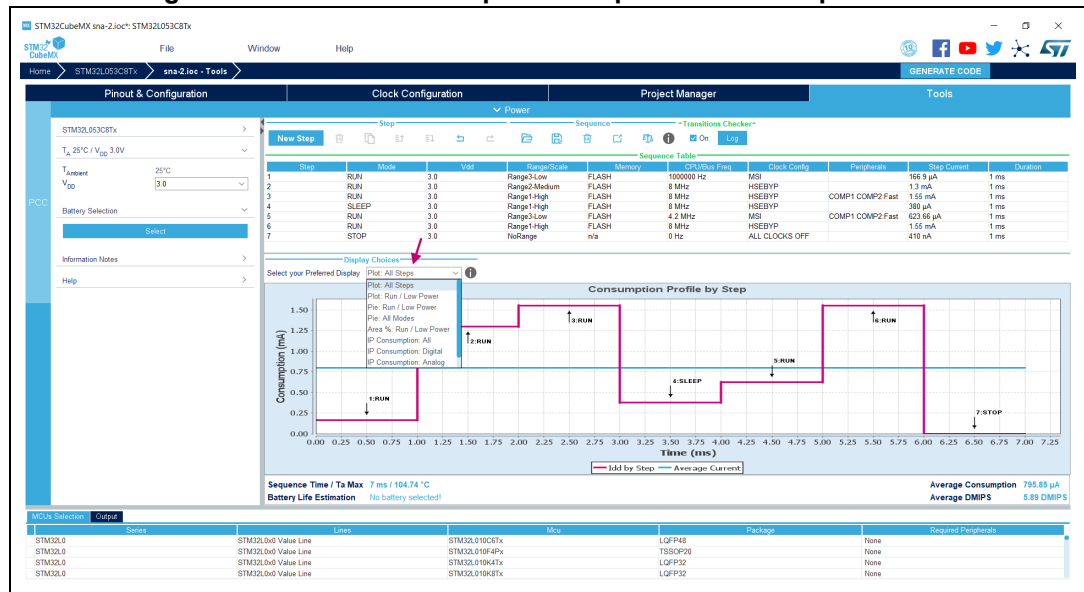 STM32CubeMX sna-2.ioc*: STM32L053C8Tx
STM32 CubeMX File Window Help
Home STM32L053C8Tx sna-2.ioc - Tools GENERATE CODE
Pinout & Configuration Clock Configuration Project Manager Tools
Power
PCC
STM32L053C8Tx
TA 25°C / VDD 3.0V
TAmbient 25°C
VDD 3.0
Battery Selection
Select
Information Notes
Help
Step Sequence Transitions Checker
New Step On Log
Sequence Table
Step Mode Vdd Range/Scale Memory CPU/Bus Freq Clock Config Peripherals Step Current Duration
1 RUN 3.0 Range3-Low FLASH 1000000 Hz MSI 166.9 µA 1 ms
2 RUN 3.0 Range2-Medium FLASH 8 MHz HSEBYP 1.3 mA 1 ms
3 RUN 3.0 Range1-High FLASH 8 MHz HSEBYP COMP1 COMP2:Fast 1.55 mA 1 ms
4 SLEEP 3.0 Range1-High FLASH 8 MHz HSEBYP 380 µA 1 ms
5 RUN 3.0 Range3-Low FLASH 4.2 MHz MSI COMP1 COMP2:Fast 623.66 µA 1 ms
6 RUN 3.0 Range1-High FLASH 8 MHz HSEBYP 1.55 mA 1 ms
7 STOP 3.0 NoRange n/a 0 Hz ALL CLOCKS OFF 410 nA 1 ms
Display Choices
Select your Preferred Display Plot: All Steps
Plot: All Steps
Plot: Run / Low Power
Pie: Run / Low Power
Pie: All Modes
Area %: Run / Low Power
IP Consumption: All
IP Consumption: Digital
IP Consumption: Analog
Consumption Profile by Step
Consumption (mA)
1.50
1.25
1.00
0.75
0.50
0.25
0.00
1:RUN
2:RUN
3:RUN
4:SLEEP
5:RUN
6:RUN
7:STOP
0.00 0.25 0.50 0.75 1.00 1.25 1.50 1.75 2.00 2.25 2.50 2.75 3.00 3.25 3.50 3.75 4.00 4.25 4.50 4.75 5.00 5.25 5.50 5.75 6.00 6.25 6.50 6.75 7.00 7.25
Time (ms)
Idd by Step Average Current
Sequence Time / Ta Max 7 ms / 104.74 °C Average Consumption 795.85 µA
Battery Life Estimation No battery selected! Average DMIPS 5.89 DMIPS
MCUs Selection Output
Series Lines Mcu Package Required Peripherals
STM32L0 STM32L0x0 Value Line STM32L010C6Tx LQFP48 None
STM32L0 STM32L0x0 Value Line STM32L010F4Px TSSOP20 None
STM32L0 STM32L0x0 Value Line STM32L010K4Tx LQFP32 None
STM32L0 STM32L0x0 Value Line STM32L010K8Tx LQFP32 None